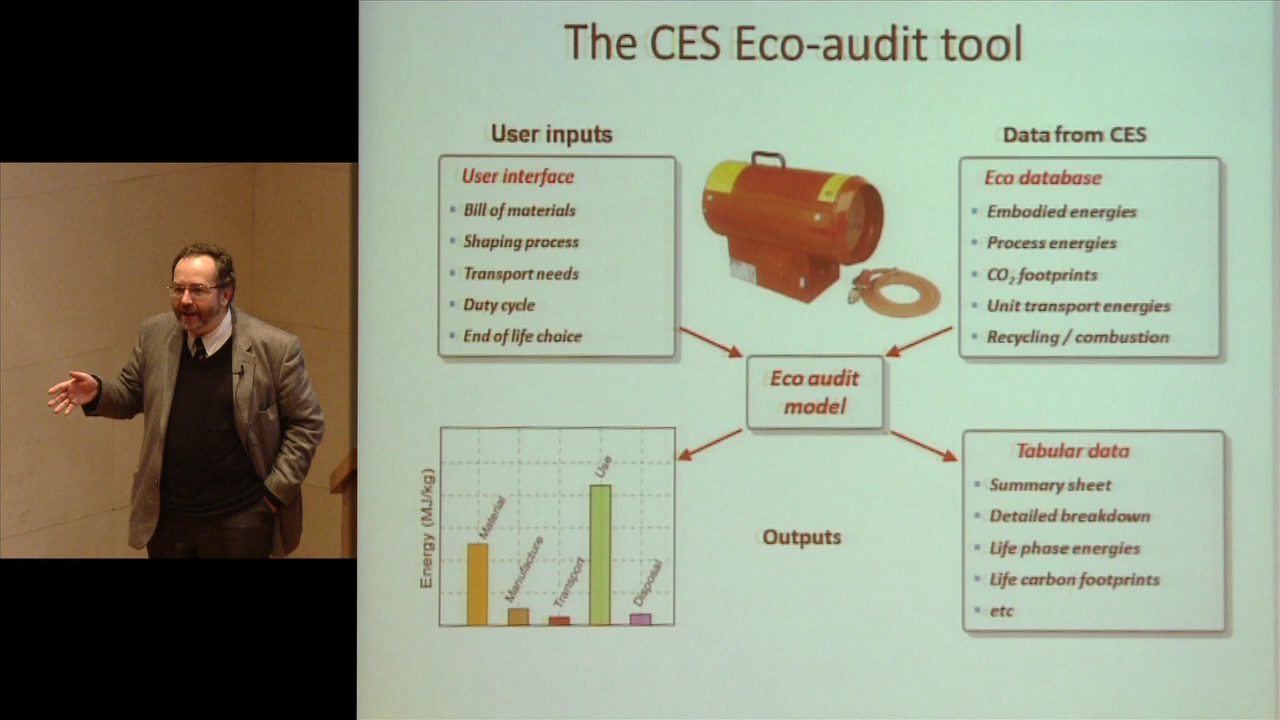 The CES Eco-audit tool
User inputs
User interface
Bill of materials
Shaping process
Transport needs
Duty cycle
End of life choice
Data from CES
Eco database
Embodied energies
Process energies
CO₂ footprints
Unit transport energies
Recycling / combustion
Eco audit
model
Energy (MJ/kg)
Material
Manufacture
Transport
Use
Disposal
Outputs
Tabular data
Summary sheet
Detailed breakdown
Life phase energies
Life carbon footprints
etc